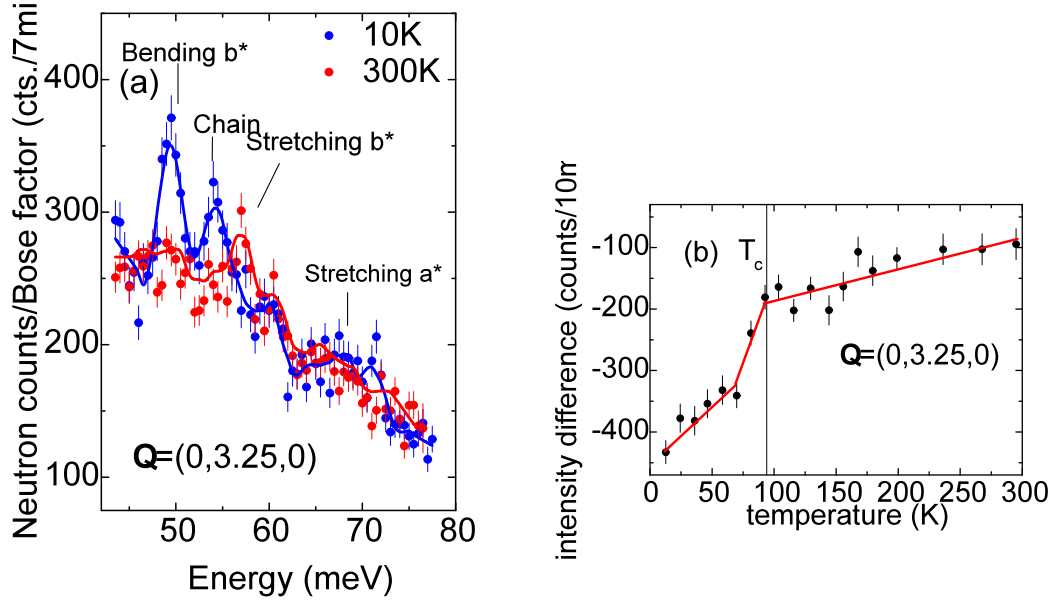 Neutron counts/Bose factor (cts./7mi
400
300
200
100
10K
300K
Bending b*
(a)
Chain
Stretching b*
Stretching a*
Q=(0,3.25,0)
50
60
70
80
Energy (meV)
intensity difference (counts/10m
-100
-200
-300
-400
(b)
Tc
Q=(0,3.25,0)
0
50
100
150
200
250
300
temperature (K)